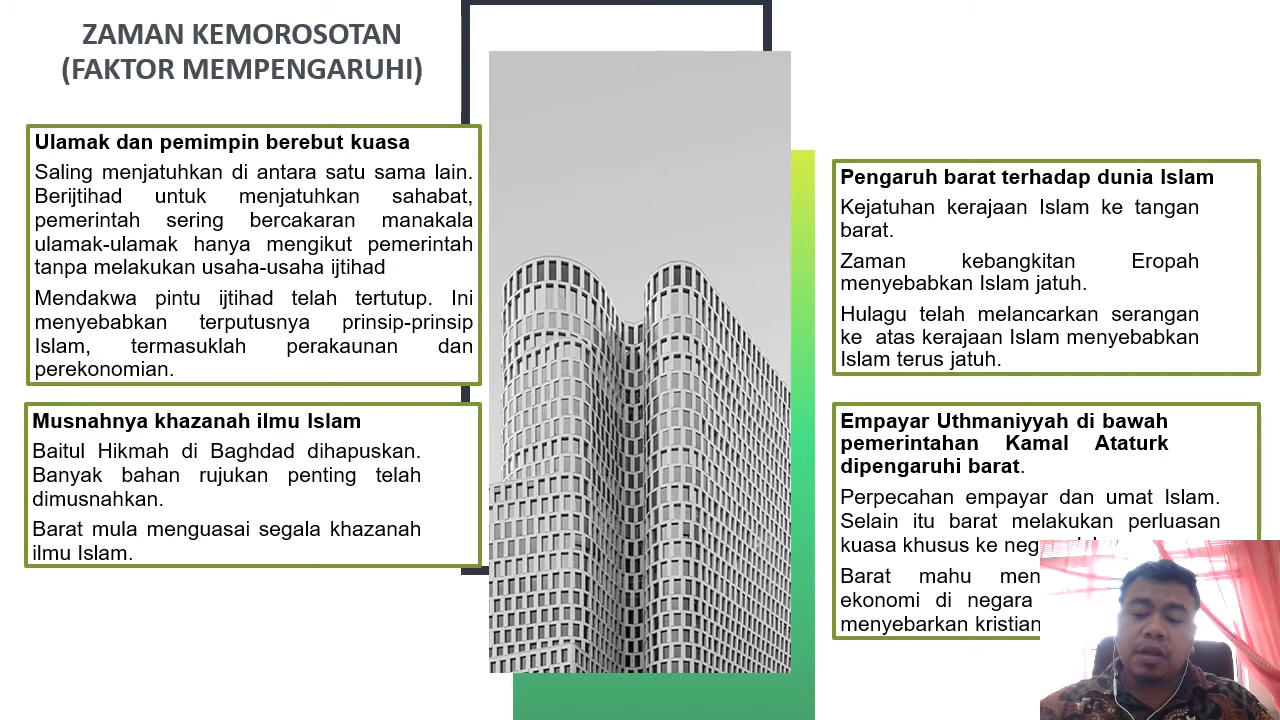 ZAMAN KEMOROSOTAN
(FAKTOR MEMPENGARUHI)
Ulamak dan pemimpin berebut kuasa
Saling menjatuhkan di antara satu sama lain.
Berijtihad untuk menjatuhkan sahabat,
pemerintah sering bercakaran manakala
ulamak-ulamak hanya mengikut pemerintah
tanpa melakukan usaha-usaha ijtihad
Mendakwa pintu ijtihad telah tertutup. Ini
menyebabkan terputusnya prinsip-prinsip
Islam, termasuklah perakaunan dan
perekonomian.
Musnahnya khazanah ilmu Islam
Baitul Hikmah di Baghdad dihapuskan.
Banyak bahan rujukan penting telah
dimusnahkan.
Barat mula menguasai segala khazanah
ilmu Islam.
Pengaruh barat terhadap dunia Islam
Kejatuhan kerajaan Islam ke tangan
barat.
Zaman kebangkitan Eropah
menyebabkan Islam jatuh.
Hulagu telah melancarkan serangan
ke atas kerajaan Islam menyebabkan
Islam terus jatuh.
Empayar Uthmaniyyah di bawah
pemerintahan Kamal Ataturk
dipengaruhi barat.
Perpecahan empayar dan umat Islam.
Selain itu barat melakukan perluasan
kuasa khusus ke
Barat mahu
ekonomi di negara
menyebarkan